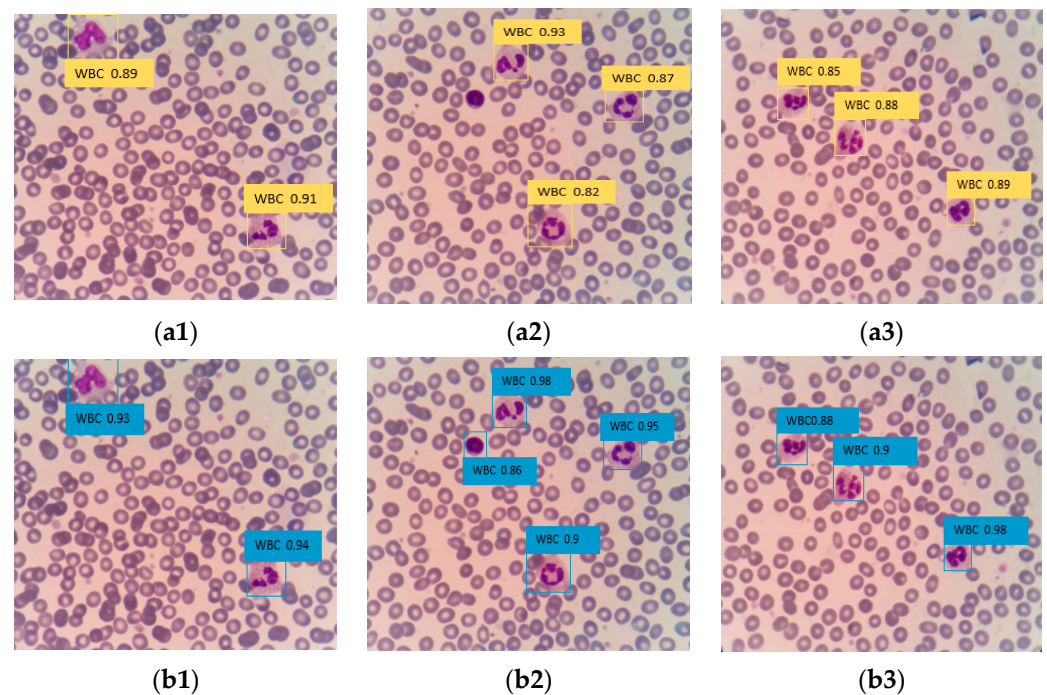 WBC 0.89
WBC 0.91
(a1)
WBC 0.93
WBC 0.87
WBC 0.82
(a2)
WBC 0.85
WBC 0.88
WBC 0.89
(a3)
WBC 0.93
WBC 0.94
(b1)
WBC 0.98
WBC 0.95
WBC 0.86
WBC 0.9
(b2)
WBC0.88
WBC 0.9
WBC 0.98
(b3)